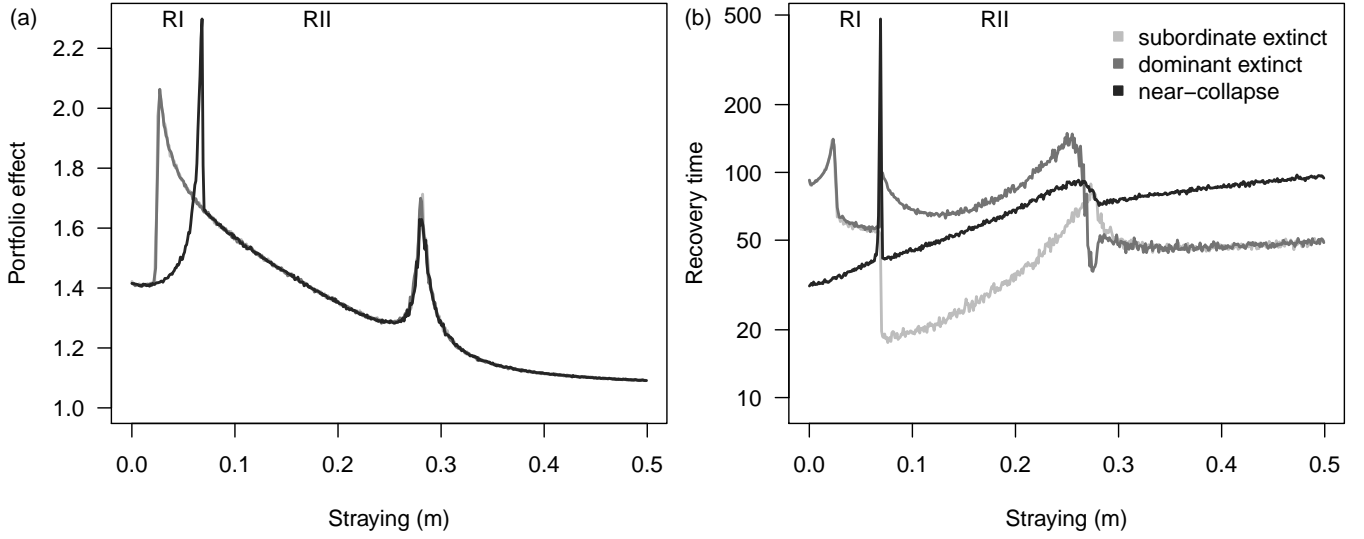 (a)
RI RII
2.2
2.0
1.8
1.6
1.4
1.2
1.0
Portfolio effect
0.0 0.1 0.2 0.3 0.4 0.5
Straying (m)
(b)
RI RII
500
200
100
50
20
10
Recovery time
subordinate extinct
dominant extinct
near−collapse
0.0 0.1 0.2 0.3 0.4 0.5
Straying (m)